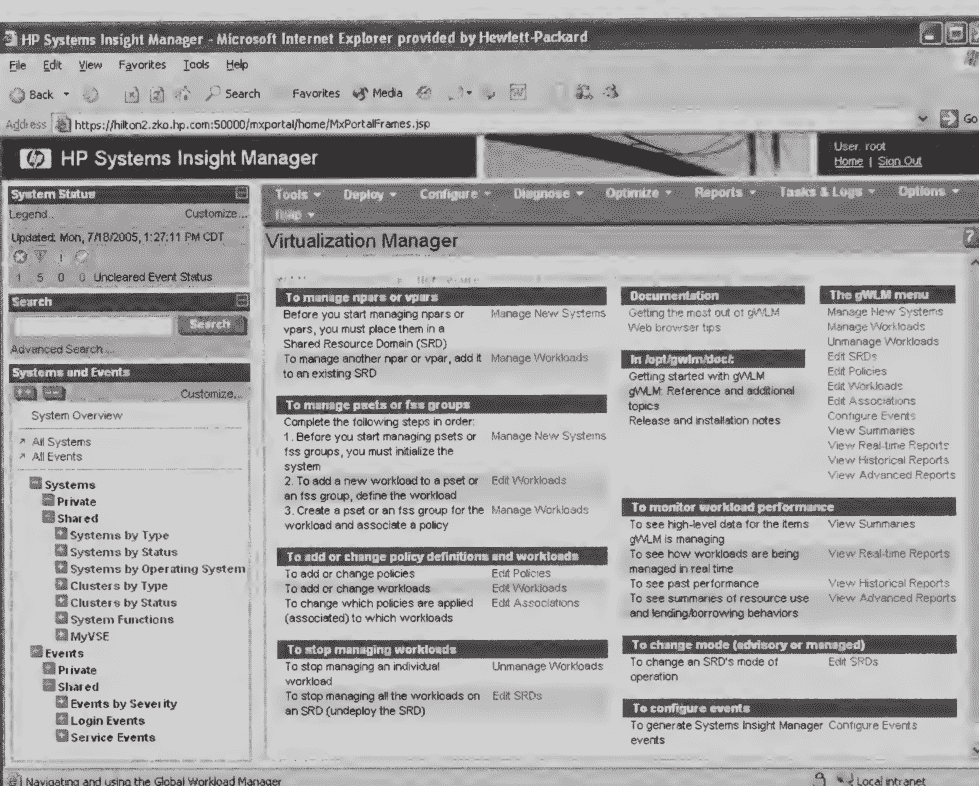 HP Systems Insight Manager - Microsoft Internet Explorer provided by Hewlett-Packard
File Edit View Favorites Tools Help
Back Search Favorites Media
Address https://hilton2.zko.hp.com:50000/mxportal/home/MxPortalFrames.jsp Go
hp HP Systems Insight Manager
User: root
Home | Sign Out
System Status
Legend... Customize...
Updated: Mon, 7/18/2005, 1:27:11 PM CDT
1 5 0 0 Uncleared Event Status
Search
Search
Advanced Search...
Systems and Events
Customize...
System Overview
All Systems
All Events
Systems
Private
Shared
Systems by Type
Systems by Status
Systems by Operating System
Clusters by Type
Clusters by Status
System Functions
MyVSE
Events
Private
Shared
Events by Severity
Login Events
Service Events
Tools Deploy Configure Diagnose Optimize Reports Tasks & Logs Options
Help
Virtualization Manager ?
To manage npars or vpars
Before you start managing npars or Manage New Systems
vpars, you must place them in a
Shared Resource Domain (SRD)
To manage another npar or vpar, add it Manage Workloads
to an existing SRD
To manage psets or fss groups
Complete the following steps in order:
1. Before you start managing psets or Manage New Systems
fss groups, you must initialize the
system
2. To add a new workload to a pset or Edit Workloads
an fss group, define the workload
3. Create a pset or an fss group for the Manage Workloads
workload and associate a policy
To add or change policy definitions and workloads
To add or change policies Edit Policies
To add or change workloads Edit Workloads
To change which policies are applied Edit Associations
(associated) to which workloads
To stop managing workloads
To stop managing an individual Unmanage Workloads
workload
To stop managing all the workloads on Edit SRDs
an SRD (undeploy the SRD)
Documentation
Getting the most out of gWLM
Web browser tips
In /opt/gwlm/doc/:
Getting started with gWLM
gWLM: Reference and additional
topics
Release and installation notes
The gWLM menu
Manage New Systems
Manage Workloads
Unmanage Workloads
Edit SRDs
Edit Policies
Edit Workloads
Edit Associations
Configure Events
View Summaries
View Real-time Reports
View Historical Reports
View Advanced Reports
To monitor workload performance
To see high-level data for the items View Summaries
gWLM is managing
To see how workloads are being View Real-time Reports
managed in real time
To see past performance View Historical Reports
To see summaries of resource use View Advanced Reports
and lending/borrowing behaviors
To change mode (advisory or managed)
To change an SRD's mode of Edit SRDs
operation
To configure events
To generate Systems Insight Manager Configure Events
events
Navigating and using the Global Workload Manager Local intranet